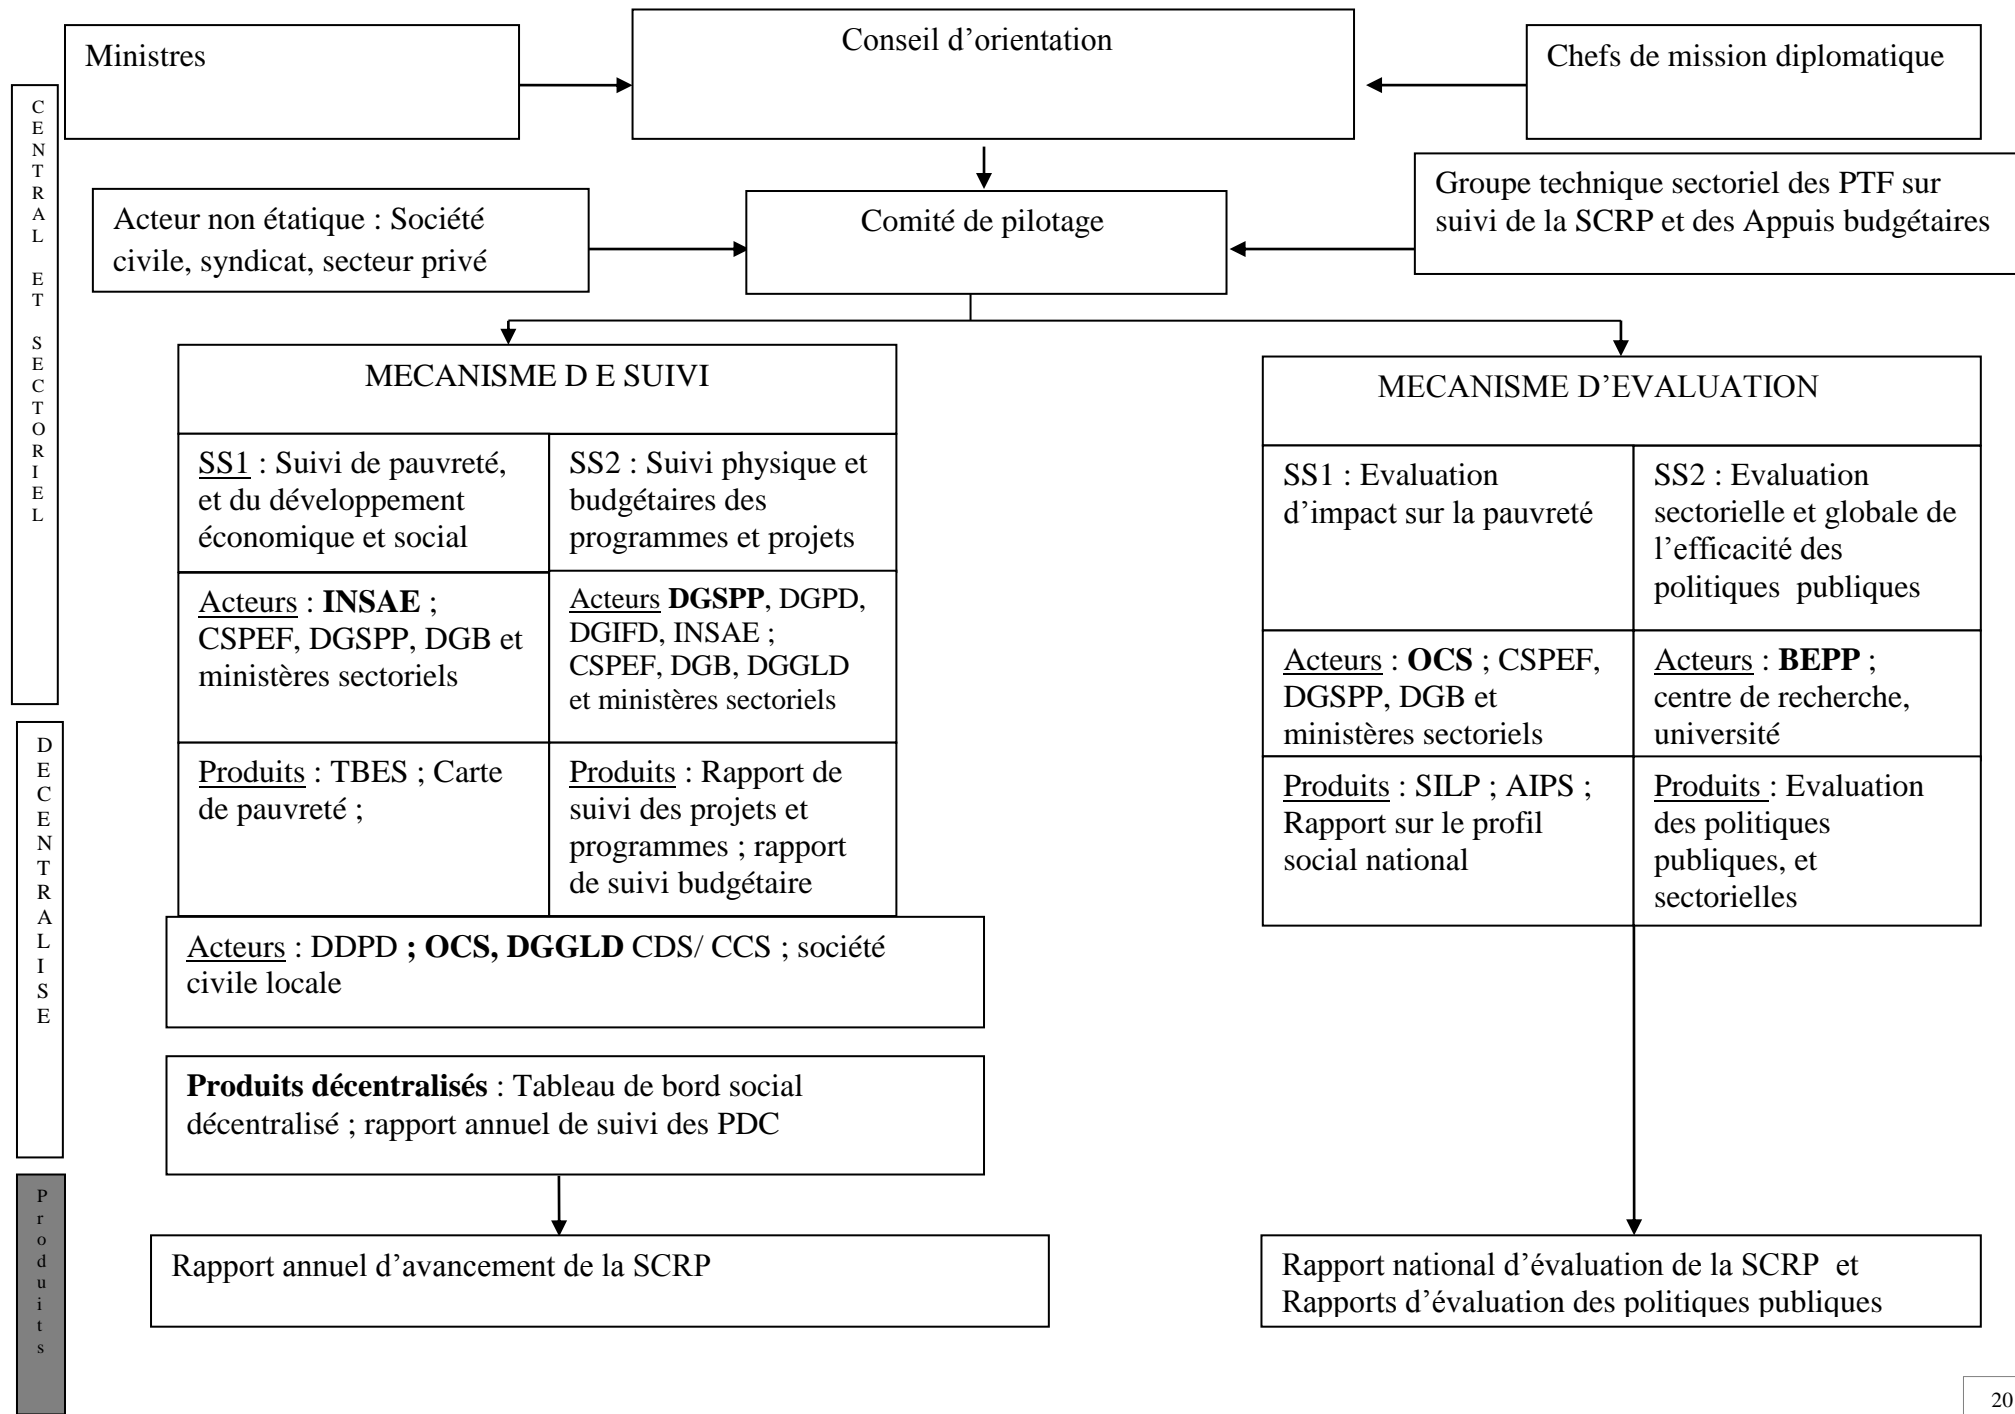 Ministres
Conseil d’orientation
Chefs de mission diplomatique
CENTRAL ET SECTORIEL
Acteur non étatique : Société
civile, syndicat, secteur privé
Comité de pilotage
Groupe technique sectoriel des PTF sur
suivi de la SCRP et des Appuis budgétaires
MECANISME D E SUIVI
SS1 : Suivi de pauvreté,
et du développement
économique et social
SS2 : Suivi physique et
budgétaires des
programmes et projets
Acteurs : INSAE ;
CSPEF, DGSPP, DGB et
ministères sectoriels
Acteurs DGSPP, DGPD,
DGIFD, INSAE ;
CSPEF, DGB, DGGLD
et ministères sectoriels
Produits : TBES ; Carte
de pauvreté ;
Produits : Rapport de
suivi des projets et
programmes ; rapport
de suivi budgétaire
MECANISME D’EVALUATION
SS1 : Evaluation
d’impact sur la pauvreté
SS2 : Evaluation
sectorielle et globale de
l’efficacité des
politiques  publiques
Acteurs : OCS ; CSPEF,
DGSPP, DGB et
ministères sectoriels
Acteurs : BEPP ;
centre de recherche,
université
Produits : SILP ; AIPS ;
Rapport sur le profil
social national
Produits : Evaluation
des politiques
publiques, et
sectorielles
DECENTRALISE
Acteurs : DDPD ; OCS, DGGLD CDS/ CCS ; société
civile locale
Produits décentralisés : Tableau de bord social
décentralisé ; rapport annuel de suivi des PDC
Produits
Rapport annuel d’avancement de la SCRP
Rapport national d’évaluation de la SCRP  et
Rapports d’évaluation des politiques publiques
20